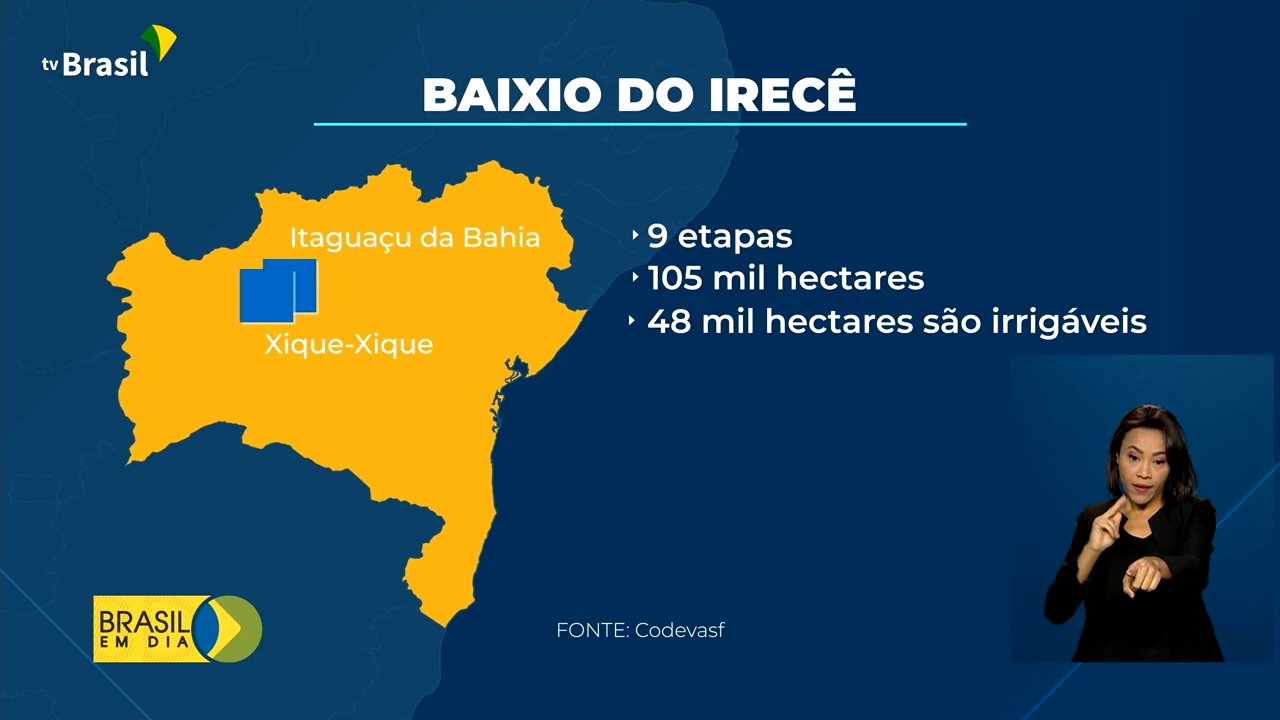 tv Brasil
BAIXIO DO IRECÊ
Itaguaçu da Bahia
Xique-Xique
9 etapas
105 mil hectares
48 mil hectares são irrigáveis
BRASIL
EM DIA
FONTE: Codevasf